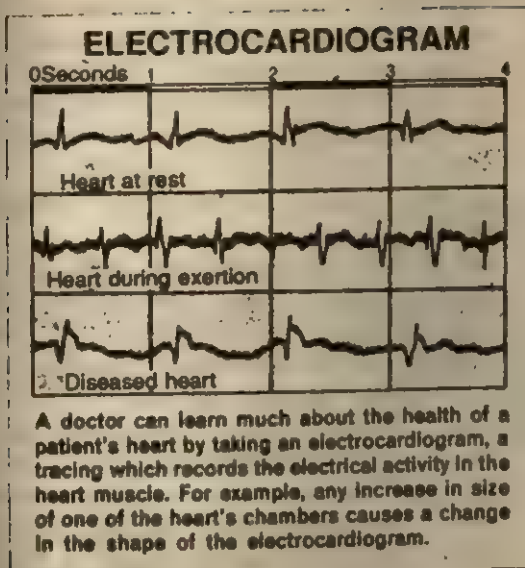 ELECTROCARDIOGRAM
0Seconds 1 2 3 4
Heart at rest
Heart during exertion
Diseased heart
A doctor can learn much about the health of a
patient's heart by taking an electrocardiogram, a
tracing which records the electrical activity in the
heart muscle. For example, any increase in size
of one of the heart's chambers causes a change
in the shape of the electrocardiogram.